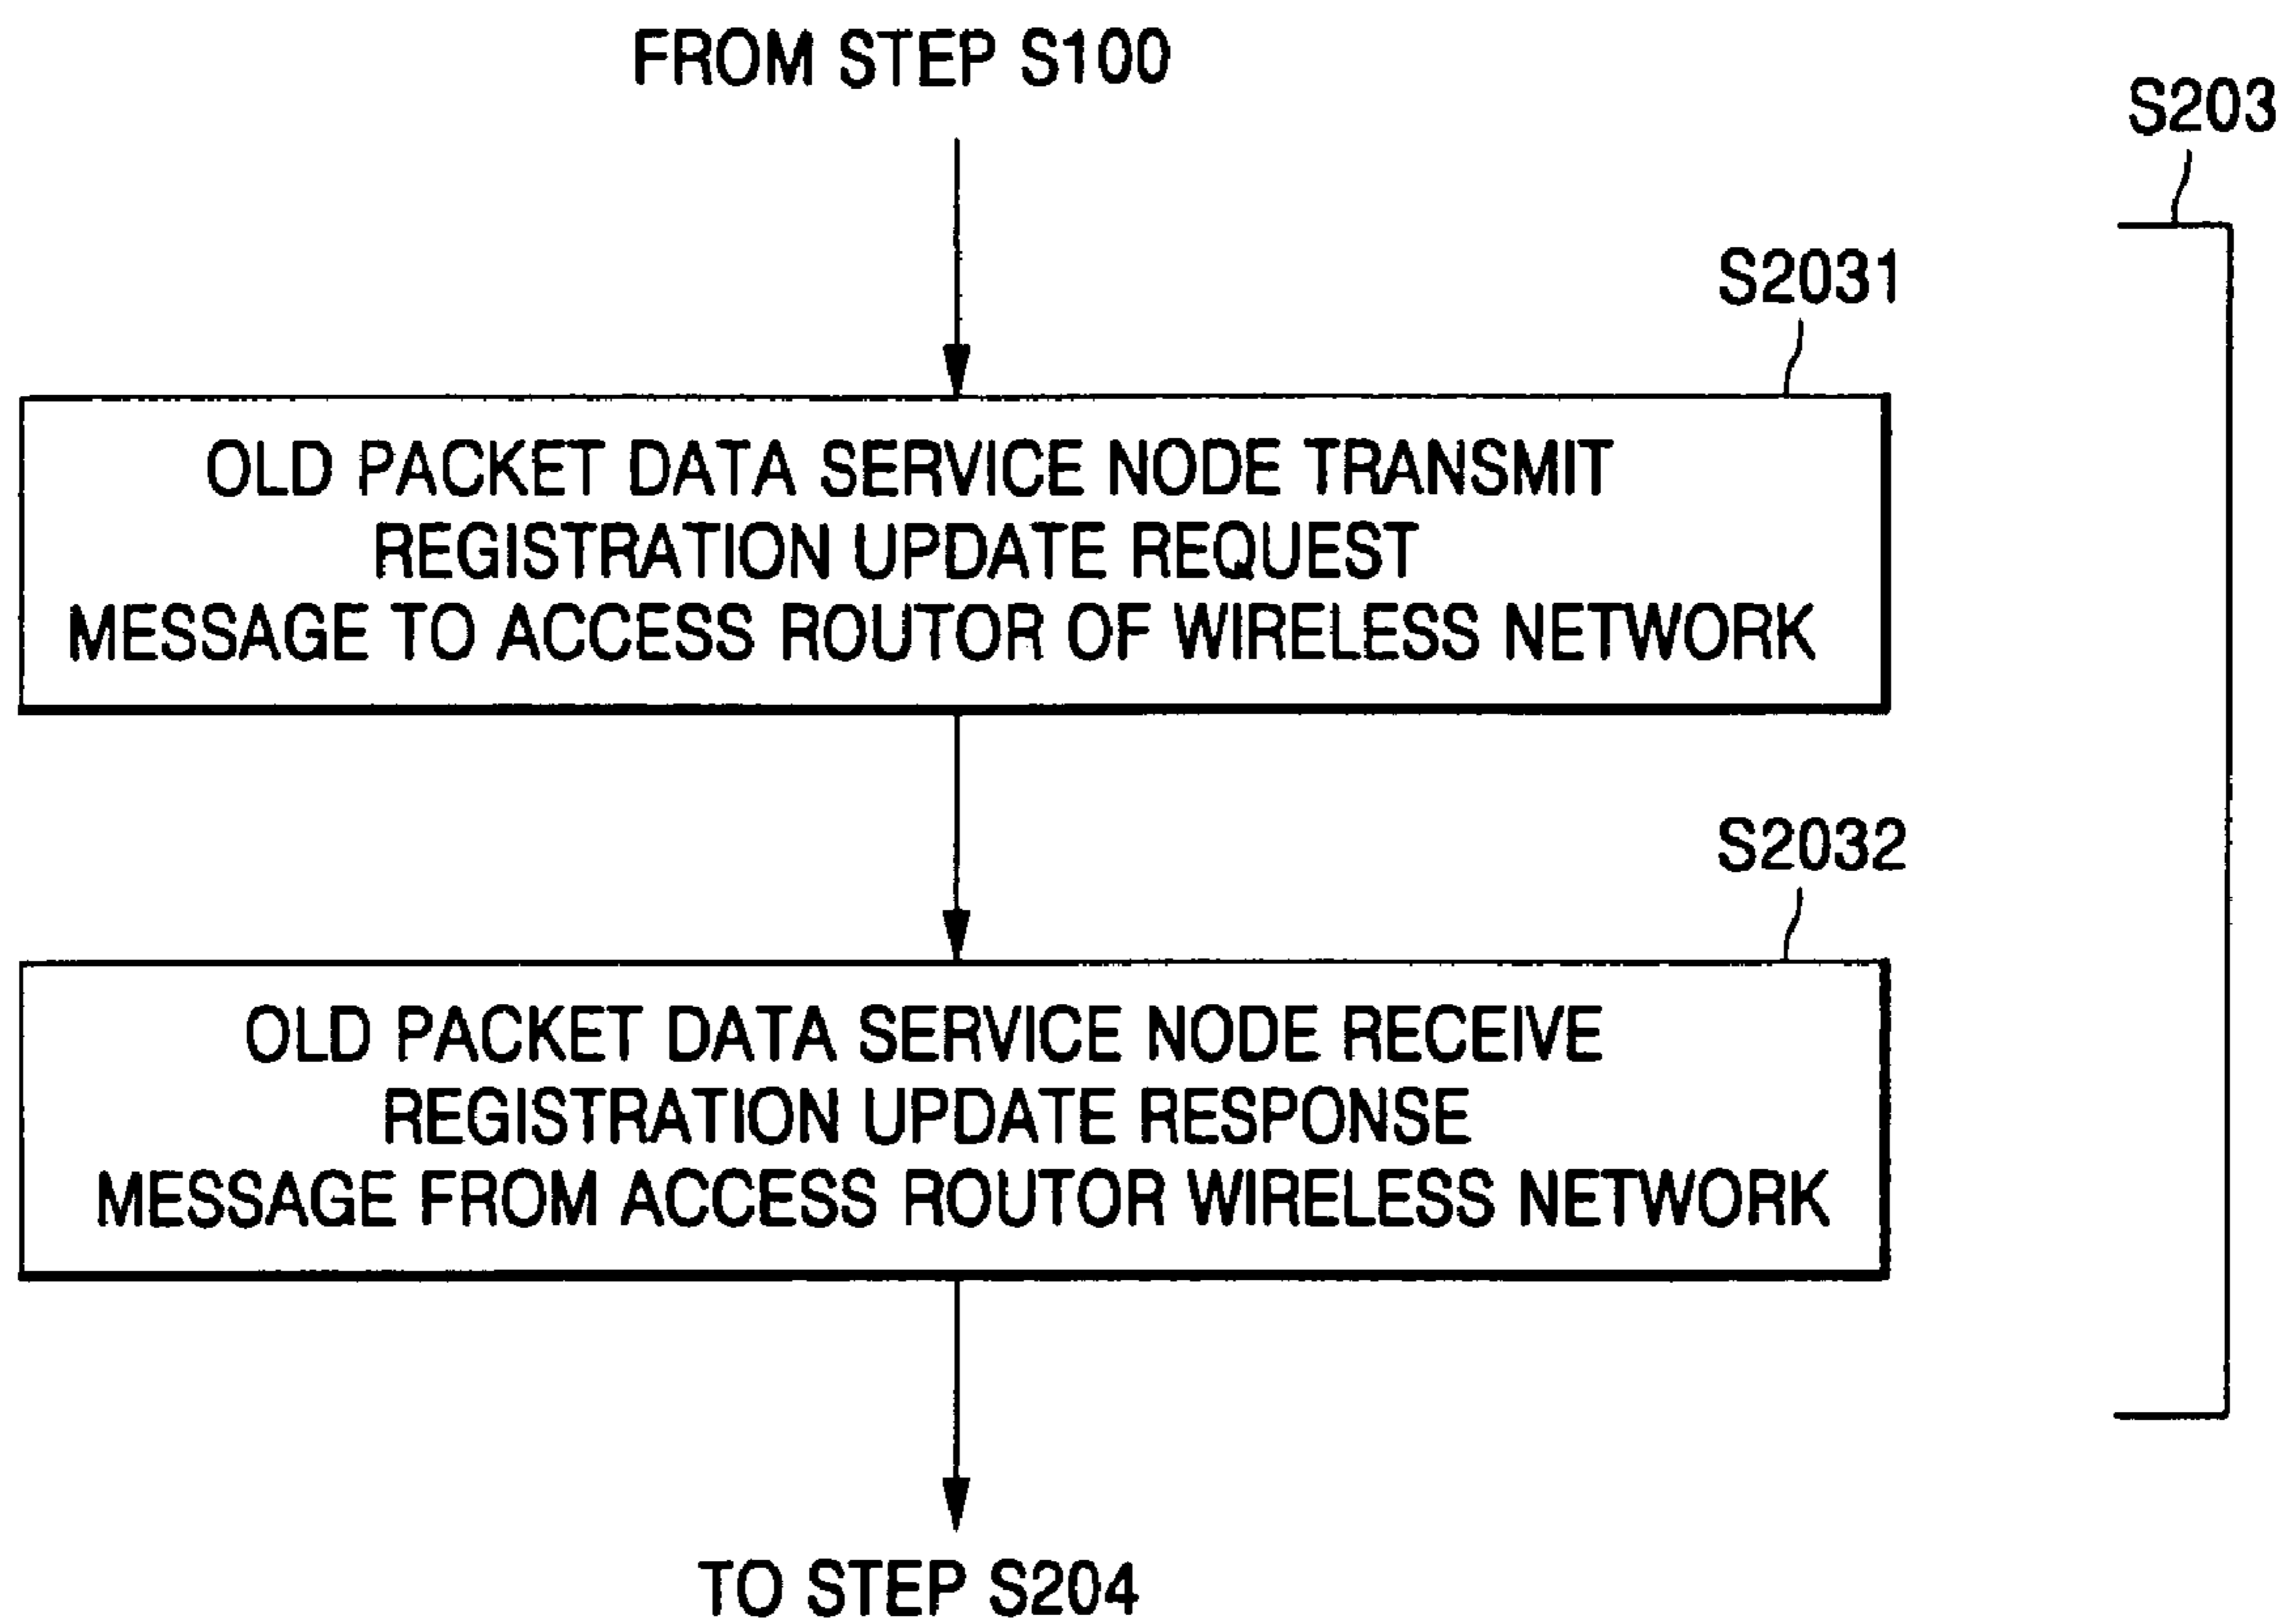 FROM STEP S100
S203
S2031
OLD PACKET DATA SERVICE NODE TRANSMIT
REGISTRATION UPDATE REQUEST
MESSAGE TO ACCESS ROUTOR OF WIRELESS NETWORK
S2032
OLD PACKET DATA SERVICE NODE RECEIVE
REGISTRATION UPDATE RESPONSE
MESSAGE FROM ACCESS ROUTOR WIRELESS NETWORK
TO STEP S204